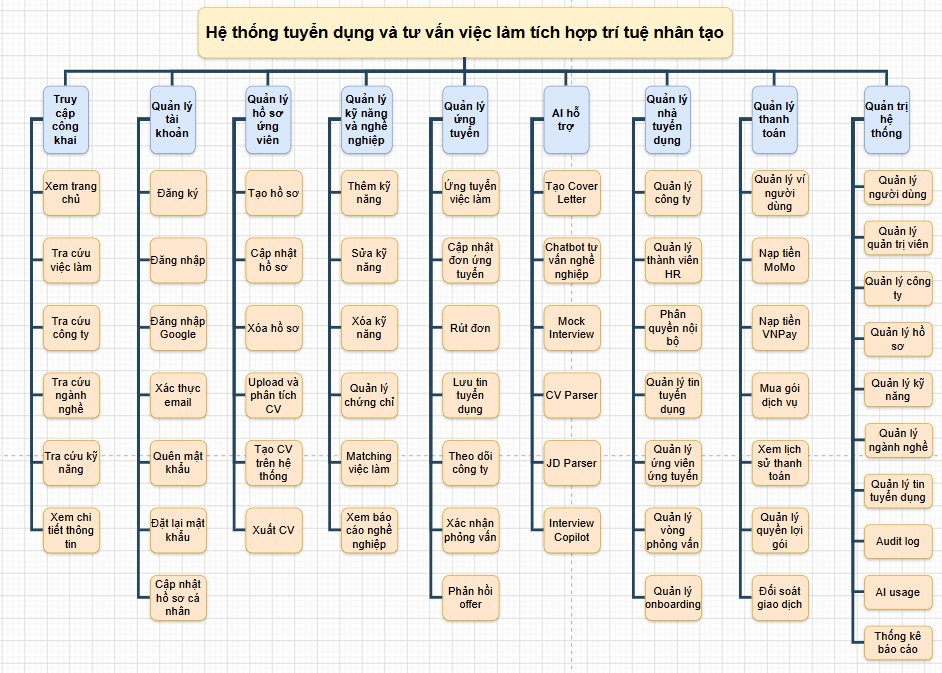 Hệ thống tuyển dụng và tư vấn việc làm tích hợp trí tuệ nhân tạo
Truy
cập
công
khai
Xem trang
chủ
Tra cứu
việc làm
Tra cứu
công ty
Tra cứu
ngành
nghề
Tra cứu kỹ
năng
Xem chi
tiết thông
tin
Quản lý
tài
khoản
Đăng ký
Đăng nhập
Đăng nhập
Google
Xác thực
email
Quên mật
khẩu
Đặt lại mật
khẩu
Cập nhật
hồ sơ cá
nhân
Quản lý
hồ sơ
ứng
viên
Tạo hồ sơ
Cập nhật
hồ sơ
Xóa hồ sơ
Upload và
phân tích
CV
Tạo CV
trên hệ
thống
Xuất CV
Quản lý
kỹ năng
và nghề
nghiệp
Thêm kỹ
năng
Sửa kỹ
năng
Xóa kỹ
năng
Quản lý
chứng chỉ
Matching
việc làm
Xem báo
cáo nghề
nghiệp
Quản lý
ứng
tuyển
Ứng tuyển
việc làm
Cập nhật
đơn ứng
tuyển
Rút đơn
Lưu tin
tuyển
dụng
Theo dõi
công ty
Xác nhận
phỏng vấn
Phản hồi
offer
AI hỗ
trợ
Tạo Cover
Letter
Chatbot tư
vấn nghề
nghiệp
Mock
Interview
CV Parser
JD Parser
Interview
Copilot
Quản lý
nhà
tuyển
dụng
Quản lý
công ty
Quản lý
thành viên
HR
Phân
quyền nội
bộ
Quản lý tin
tuyển
dụng
Quản lý
ứng viên
ứng tuyển
Quản lý
vòng
phỏng vấn
Quản lý
onboarding
Quản lý
thanh
toán
Quản lý ví
người
dùng
Nạp tiền
MoMo
Nạp tiền
VNPay
Mua gói
dịch vụ
Xem lịch
sử thanh
toán
Quản lý
quyền lợi
gói
Đối soát
giao dịch
Quản trị
hệ
thống
Quản lý
người dùng
Quản lý
quản trị viên
Quản lý công
ty
Quản lý hồ
sơ
Quản lý kỹ
năng
Quản lý
ngành nghề
Quản lý tin
tuyển dụng
Audit log
AI usage
Thống kê
báo cáo